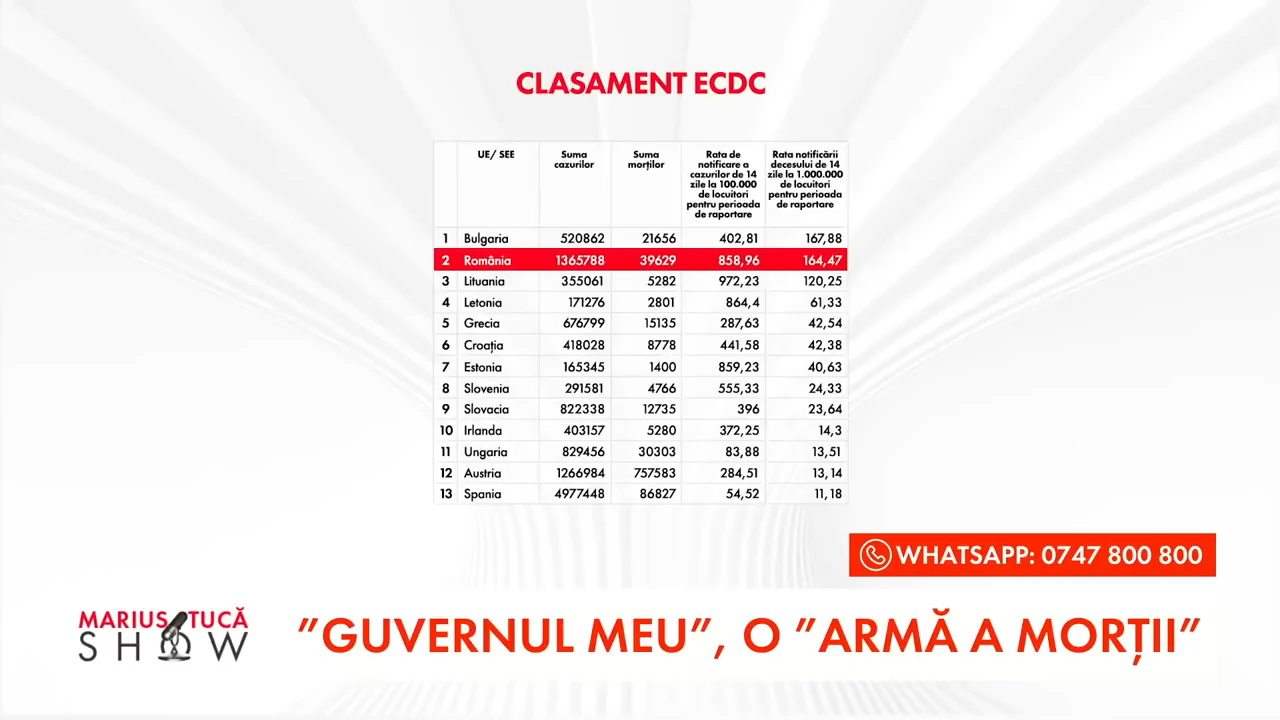 CLASAMENT ECDC
UE/ SEE
Suma cazurilor
Suma morților
Rata de notificare a cazurilor de 14 zile la 100.000 de locuitori pentru perioada de raportare
Rata notificării decesului de 14 zile la 1.000.000 de locuitori pentru perioada de raportare
1 Bulgaria 520862 21656 402,81 167,88
2 România 1365788 39629 858,96 164,47
3 Lituania 355061 5282 972,23 120,25
4 Letonia 171276 2801 864,4 61,33
5 Grecia 676799 15135 287,63 42,54
6 Croația 418028 8778 441,58 42,38
7 Estonia 165345 1400 859,23 40,63
8 Slovenia 291581 4766 555,33 24,33
9 Slovacia 822338 12735 396 23,64
10 Irlanda 403157 5280 372,25 14,3
11 Ungaria 829456 30303 83,88 13,51
12 Austria 1266984 757583 284,51 13,14
13 Spania 4977448 86827 54,52 11,18
WHATSAPP: 0747 800 800
MARIUS TUCĂ
SHOW
”GUVERNUL MEU”, O ”ARMĂ A MORȚII”